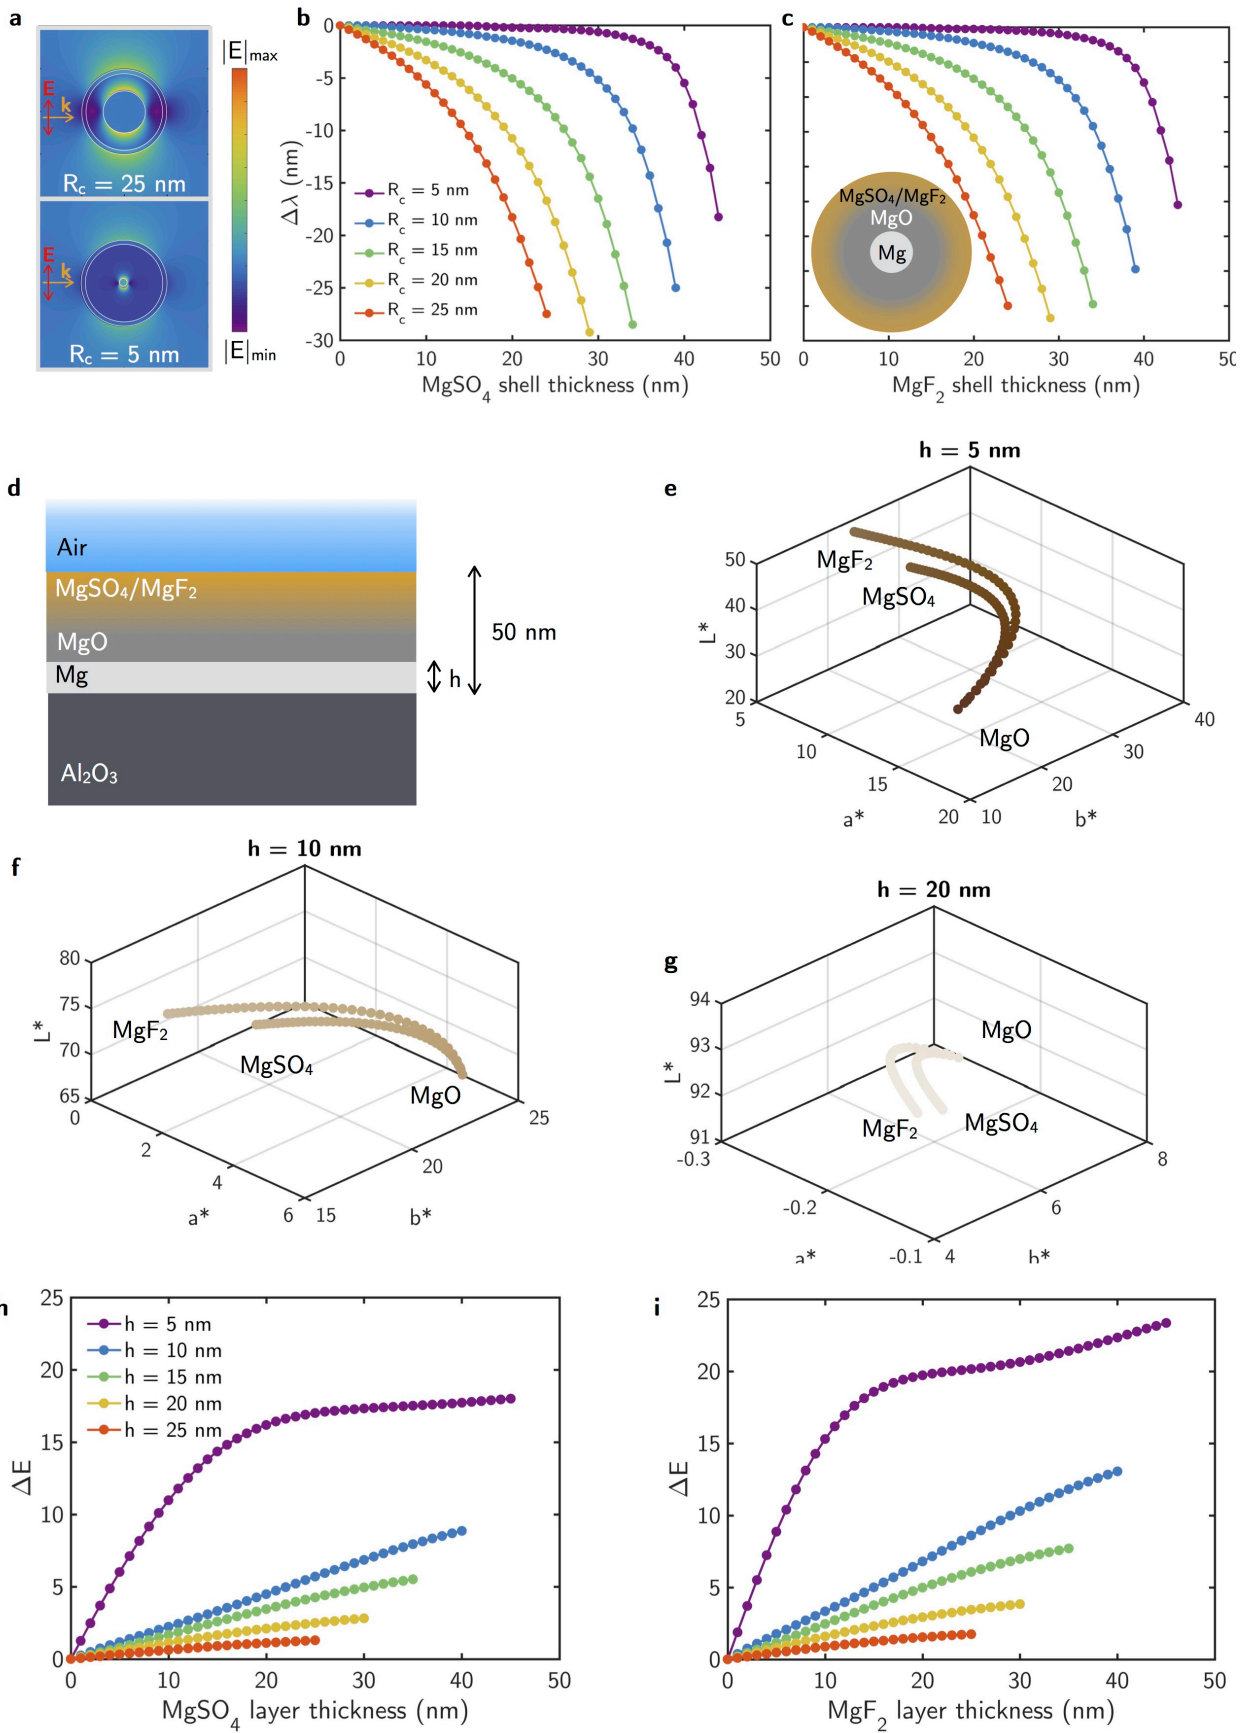 a
|E|max
E
k
R_c = 25 nm
E
k
R_c = 5 nm
|E|min
b
0
-5
-10
-15
-20
-25
-30
Δλ (nm)
R_c = 5 nm
R_c = 10 nm
R_c = 15 nm
R_c = 20 nm
R_c = 25 nm
0 10 20 30 40 50
MgSO₄ shell thickness (nm)
c
MgSO₄/MgF₂
MgO
Mg
0 10 20 30 40 50
MgF₂ shell thickness (nm)
d
Air
MgSO₄/MgF₂
MgO
Mg
Al₂O₃
50 nm
h
e
h = 5 nm
MgF₂
MgSO₄
MgO
L*
50
40
30
20
5 10 15 20
a*
10 20 30 40
b*
f
h = 10 nm
MgF₂
MgSO₄
MgO
L*
80
75
70
65
0 2 4 6
a*
15 20 25
b*
g
h = 20 nm
MgO
MgF₂
MgSO₄
L*
94
93
92
91
-0.3 -0.2 -0.1
a*
4 6 8
b*
h
25
20
15
10
5
0
ΔE
h = 5 nm
h = 10 nm
h = 15 nm
h = 20 nm
h = 25 nm
0 10 20 30 40 50
MgSO₄ layer thickness (nm)
i
25
20
15
10
5
0
ΔE
0 10 20 30 40 50
MgF₂ layer thickness (nm)